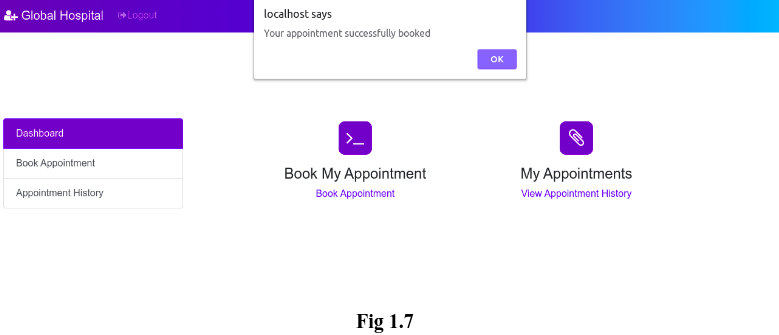 Global Hospital
Logout
localhost says
Your appointment successfully booked
OK
Dashboard
Book Appointment
Appointment History
Book My Appointment
Book Appointment
My Appointments
View Appointment History
Fig 1.7